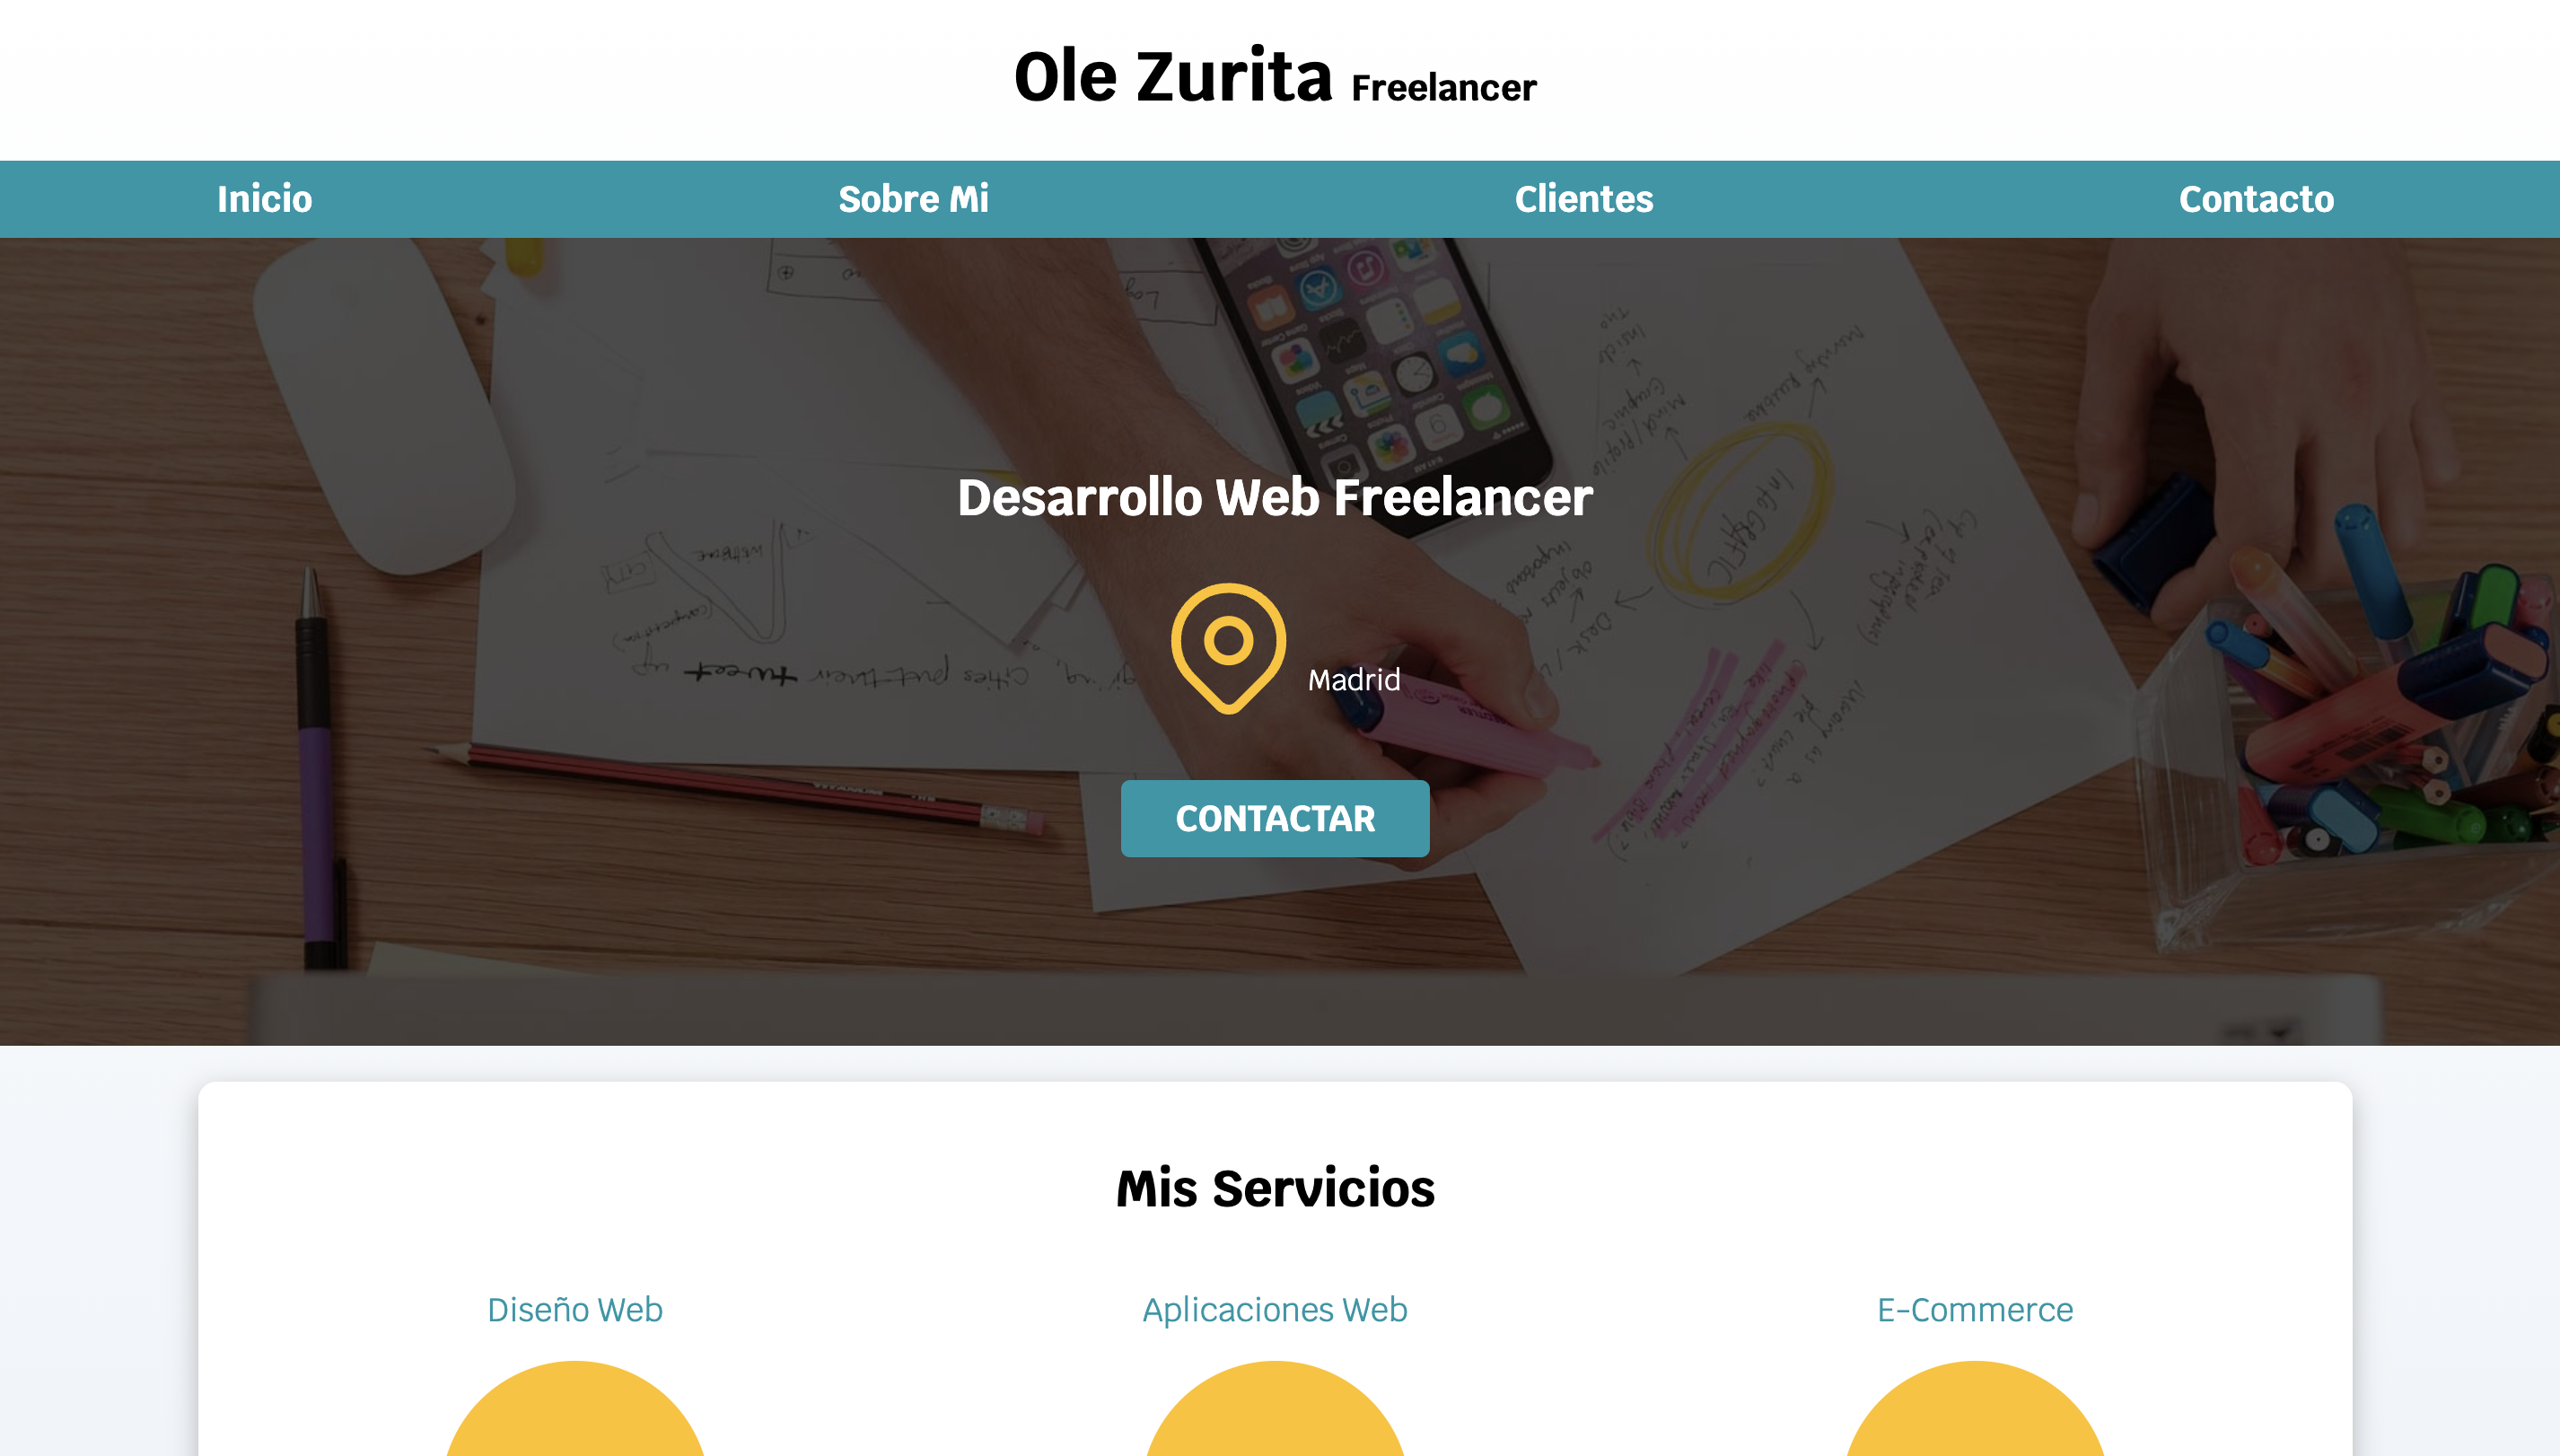 Ole Zurita Freelancer
Inicio Sobre Mi Clientes Contacto
Desarrollo Web Freelancer
Madrid
CONTACTAR
Mis Servicios
Diseño Web Aplicaciones Web E-Commerce